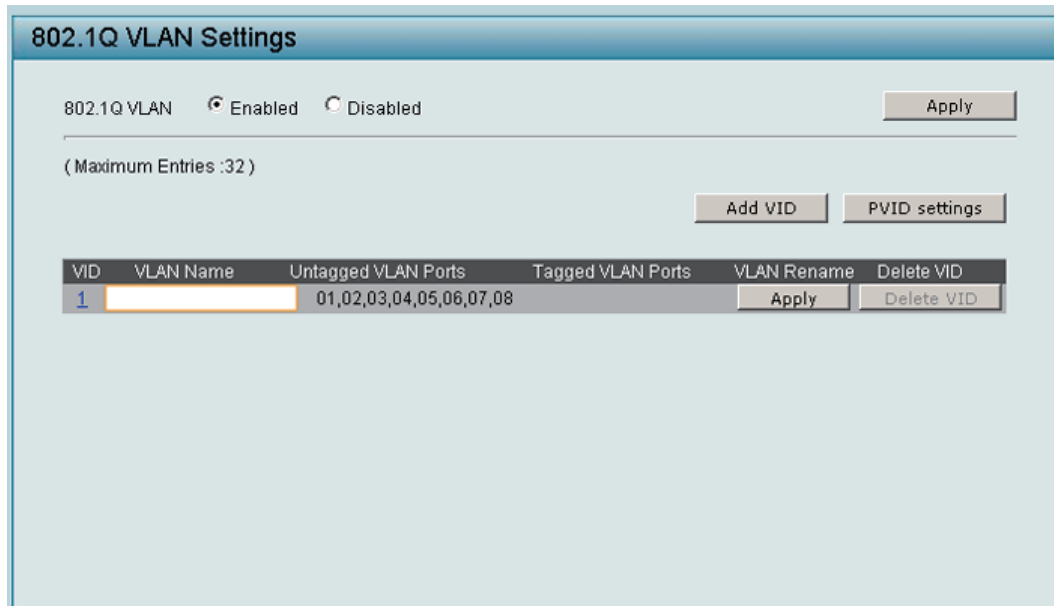 802.1Q VLAN Settings
802.1Q VLAN Enabled Disabled Apply
( Maximum Entries :32 )
Add VID PVID settings
VID VLAN Name Untagged VLAN Ports Tagged VLAN Ports VLAN Rename Delete VID
1 01,02,03,04,05,06,07,08 Apply Delete VID